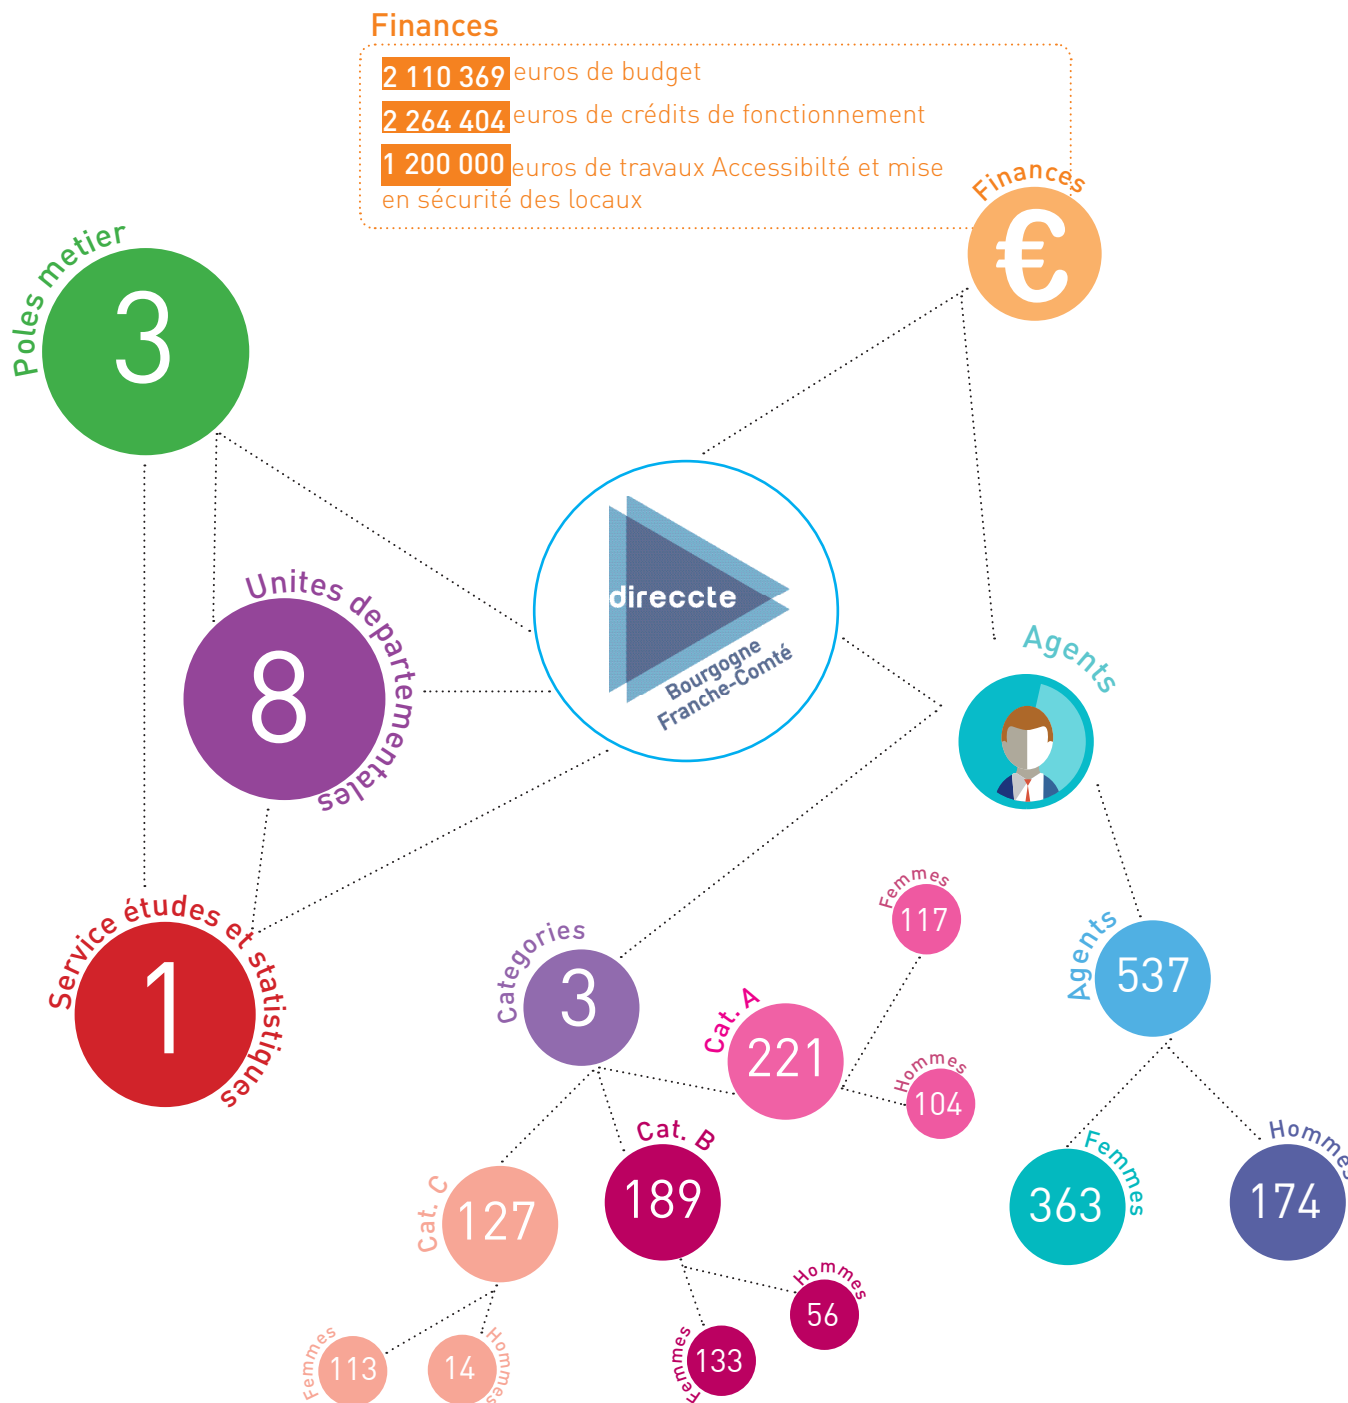 Finances
2 110 369 euros de budget
2 264 404 euros de crédits de fonctionnement
1 200 000 euros de travaux Accessibilté et mise
en sécurité des locaux
Finances
€
Poles metier
3
direccte
Bourgogne
Franche-Comté
Unites departementales
8
Agents
Service études et statistiques
1
Categories
3
Cat. A
221
Femmes
117
Hommes
104
Agents
537
Femmes
363
Hommes
174
Cat. B
189
Hommes
56
Femmes
133
Cat. C
127
Femmes
113
Hommes
14